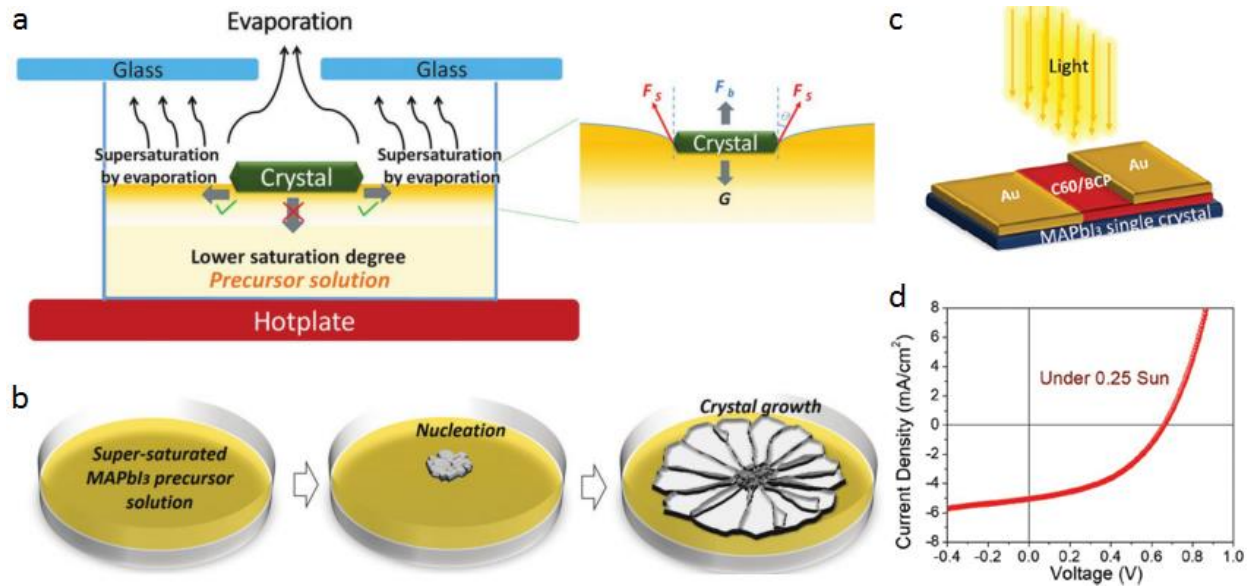 a
Evaporation
Glass
Glass
Supersaturation
by evaporation
Supersaturation
by evaporation
Crystal
Lower saturation degree
Precursor solution
Hotplate
Fs
Fb
Fs
θ
Crystal
G
c
Light
Au
C60/BCP
Au
MAPbI₃ single crystal
b
Super-saturated
MAPbI₃ precursor
solution
Nucleation
Crystal growth
d
Current Density (mA/cm²)
8
6
4
2
0
-2
-4
-6
-8
Under 0.25 Sun
-0.4 -0.2 0.0 0.2 0.4 0.6 0.8 1.0
Voltage (V)